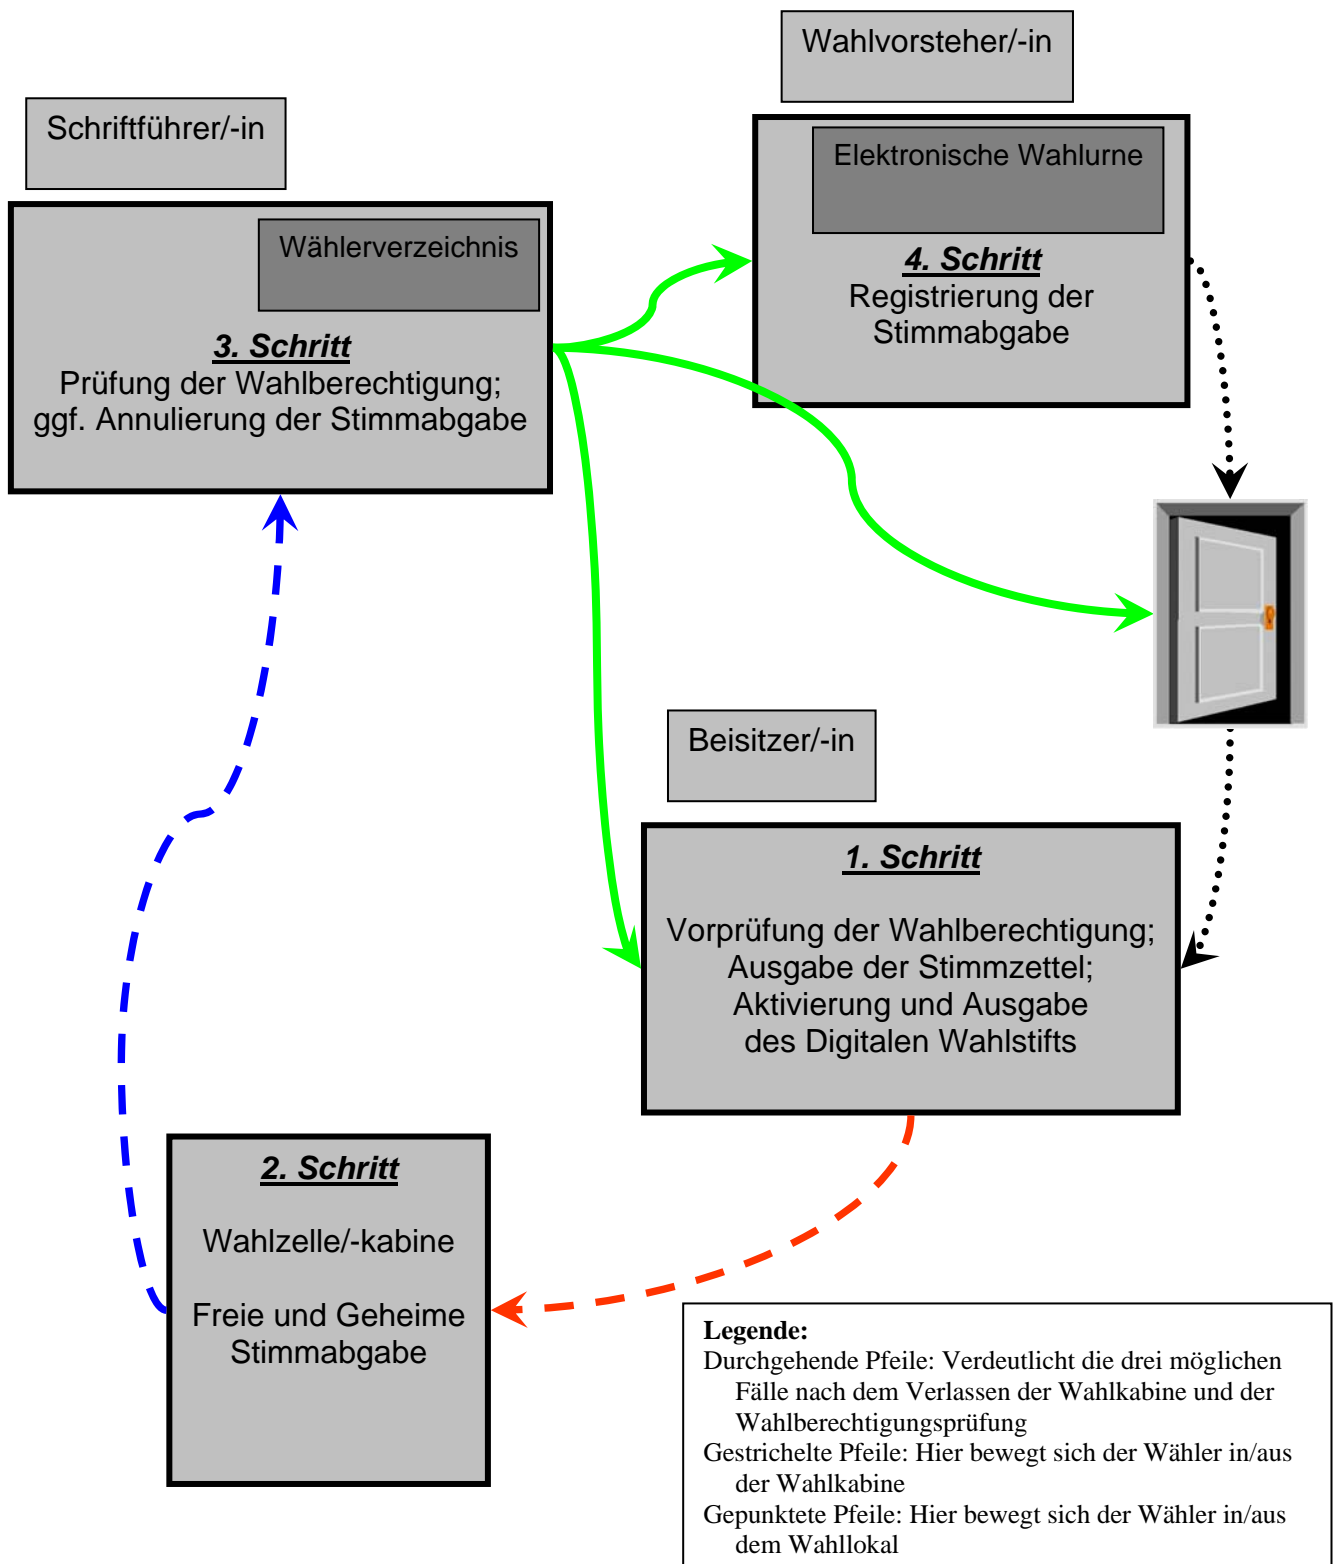 Wahlvorsteher/-in
Schriftführer/-in
Elektronische Wahlurne
4. Schritt
Registrierung der
Stimmabgabe
Wählerverzeichnis
3. Schritt
Prüfung der Wahlberechtigung;
ggf. Annulierung der Stimmabgabe
Beisitzer/-in
1. Schritt
Vorprüfung der Wahlberechtigung;
Ausgabe der Stimmzettel;
Aktivierung und Ausgabe
des Digitalen Wahlstifts
2. Schritt
Wahlzelle/-kabine
Freie und Geheime
Stimmabgabe
Legende:
Durchgehende Pfeile: Verdeutlicht die drei möglichen
Fälle nach dem Verlassen der Wahlkabine und der
Wahlberechtigungsprüfung
Gestrichelte Pfeile: Hier bewegt sich der Wähler in/aus
der Wahlkabine
Gepunktete Pfeile: Hier bewegt sich der Wähler in/aus
dem Wahllokal